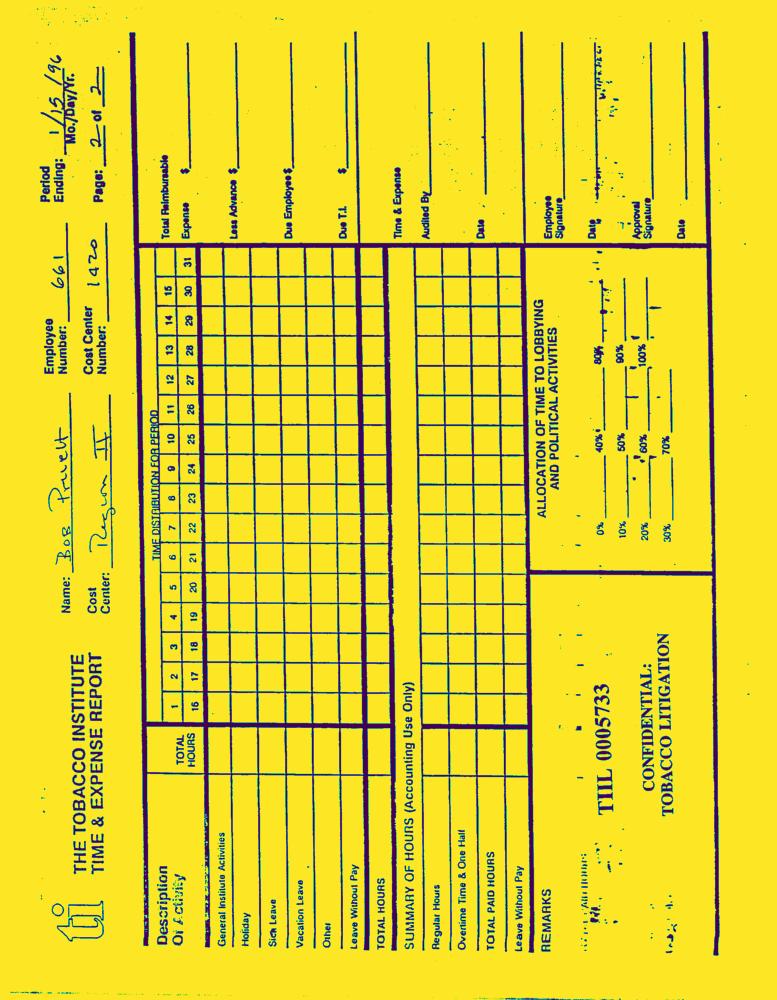 ti
THE TOBACCO INSTITUTE
TIME & EXPENSE REPORT
Name: Bob Pruett
Employee Number: 661
Period Ending: 1/15/96
Mo./Day/Yr.
Cost Center: Region II
Cost Center Number: 1420
Page: 2 of 2
Description
Of Activity
TOTAL HOURS
TIME DISTRIBUTION FOR PERIOD
1 2 3 4 5 6 7 8 9 10 11 12 13 14 15
16 17 18 19 20 21 22 23 24 25 26 27 28 29 30 31
Total Reimbursable
Expense $
General Institute Activities
Holiday
Less Advance $
Sick Leave
Vacation Leave
Due Employee $
Other
Leave Without Pay
Due T.I. $
TOTAL HOURS
Time & Expense
SUMMARY OF HOURS (Accounting Use Only)
Audited By
Regular Hours
Overtime Time & One Half
Date
TOTAL PAID HOURS
Leave Without Pay
REMARKS
ALLOCATION OF TIME TO LOBBYING
AND POLITICAL ACTIVITIES
0% 40% 80%
10% 50% 90%
20% 60% 100%
30% 70%
Employee
Signature
Date
Approval
Signature
Date
TIIL 0005733
CONFIDENTIAL:
TOBACCO LITIGATION